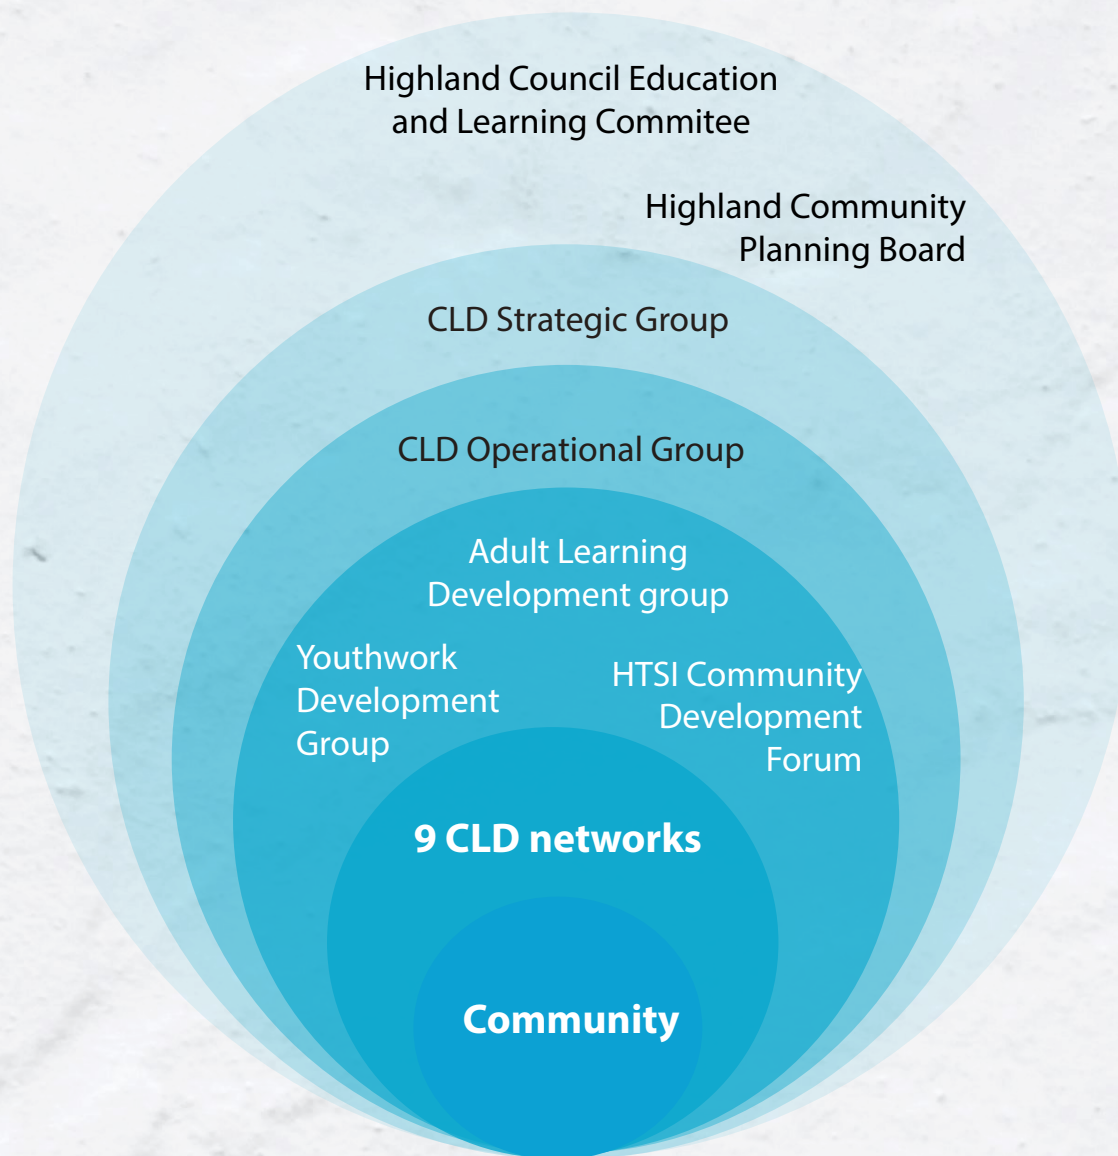 Highland Council Education
and Learning Commitee
Highland Community
Planning Board
CLD Strategic Group
CLD Operational Group
Adult Learning
Development group
Youthwork
Development
Group
HTSI Community
Development
Forum
9 CLD networks
Community